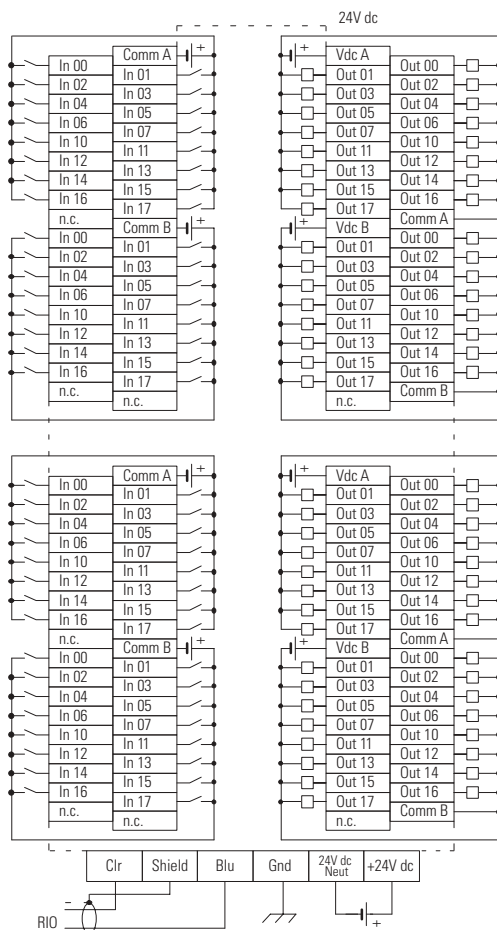 24V dc
+
+
Comm A
In 01
In 03
In 05
In 07
In 11
In 13
In 15
In 17
Comm B
+
In 01
In 03
In 05
In 07
In 11
In 13
In 15
In 17
n.c.
In 00
In 02
In 04
In 06
In 10
In 12
In 14
In 16
n.c.
In 00
In 02
In 04
In 06
In 10
In 12
In 14
In 16
n.c.
Vdc A
Out 01
Out 03
Out 05
Out 07
Out 11
Out 13
Out 15
Out 17
+
Vdc B
Out 01
Out 03
Out 05
Out 07
Out 11
Out 13
Out 15
Out 17
n.c.
Out 00
Out 02
Out 04
Out 06
Out 10
Out 12
Out 14
Out 16
Comm A
Out 00
Out 02
Out 04
Out 06
Out 10
Out 12
Out 14
Out 16
Comm B
+
+
Comm A
In 01
In 03
In 05
In 07
In 11
In 13
In 15
In 17
Comm B
+
In 01
In 03
In 05
In 07
In 11
In 13
In 15
In 17
n.c.
In 00
In 02
In 04
In 06
In 10
In 12
In 14
In 16
n.c.
In 00
In 02
In 04
In 06
In 10
In 12
In 14
In 16
n.c.
Vdc A
Out 01
Out 03
Out 05
Out 07
Out 11
Out 13
Out 15
Out 17
+
Vdc B
Out 01
Out 03
Out 05
Out 07
Out 11
Out 13
Out 15
Out 17
n.c.
Out 00
Out 02
Out 04
Out 06
Out 10
Out 12
Out 14
Out 16
Comm A
Out 00
Out 02
Out 04
Out 06
Out 10
Out 12
Out 14
Out 16
Comm B
Clr
Shield
Blu
Gnd
24V dc
Neut
+24V dc
-
RIO
+